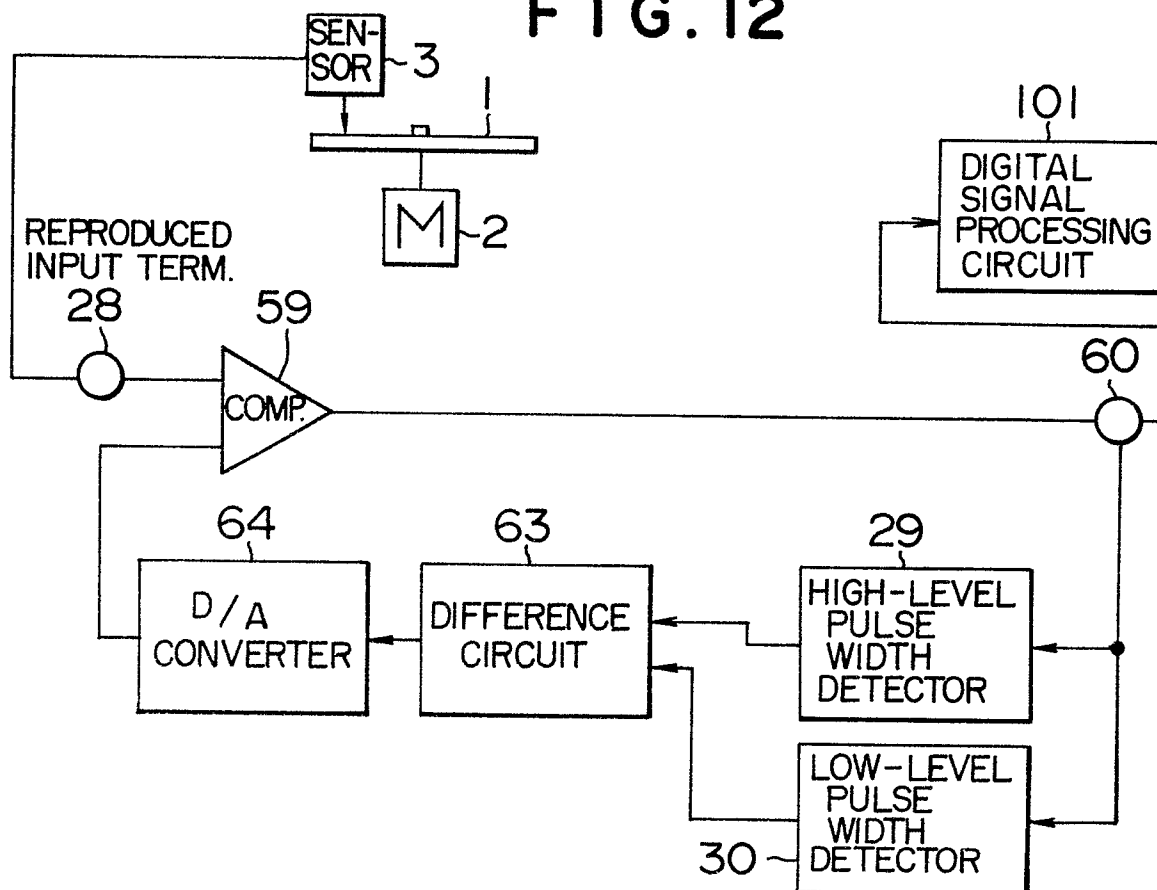 FIG. 12
SEN-
SOR
3
1
M
2
101
DIGITAL
SIGNAL
PROCESSING
CIRCUIT
REPRODUCED
INPUT TERM.
28
59
COMP.
60
64
D/A
CONVERTER
63
DIFFERENCE
CIRCUIT
29
HIGH-LEVEL
PULSE
WIDTH
DETECTOR
LOW-LEVEL
PULSE
WIDTH
DETECTOR
30